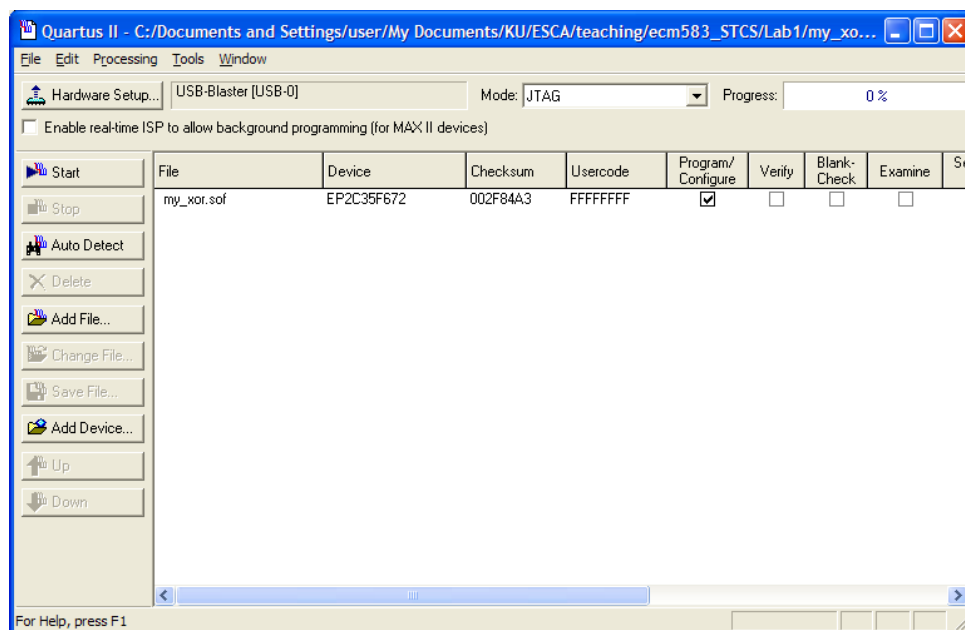 Quartus II - C:/Documents and Settings/user/My Documents/KU/ESCA/teaching/ecm583_STCS/Lab1/my_xo...
File Edit Processing Tools Window
Hardware Setup... USB-Blaster [USB-0] Mode: JTAG Progress: 0 %
Enable real-time ISP to allow background programming (for MAX II devices)
Start
Stop
Auto Detect
Delete
Add File...
Change File...
Save File...
Add Device...
Up
Down
File Device Checksum Usercode Program/ Configure Verify Blank- Check Examine
my_xor.sof EP2C35F672 002F84A3 FFFFFFFF
For Help, press F1